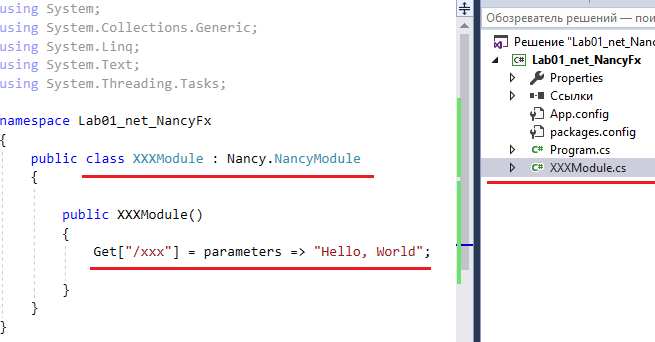 using System;
using System.Collections.Generic;
using System.Linq;
using System.Text;
using System.Threading.Tasks;
namespace Lab01_net_NancyFx
{
public class XXXModule : Nancy.NancyModule
{
public XXXModule()
{
Get["/xxx"] = parameters => "Hello, World";
}
}
}
Обозреватель решений — пои
Решение "Lab01_net_Nanc
C# Lab01_net_NancyFx
Properties
Ссылки
App.config
packages.config
C# Program.cs
C# XXXModule.cs